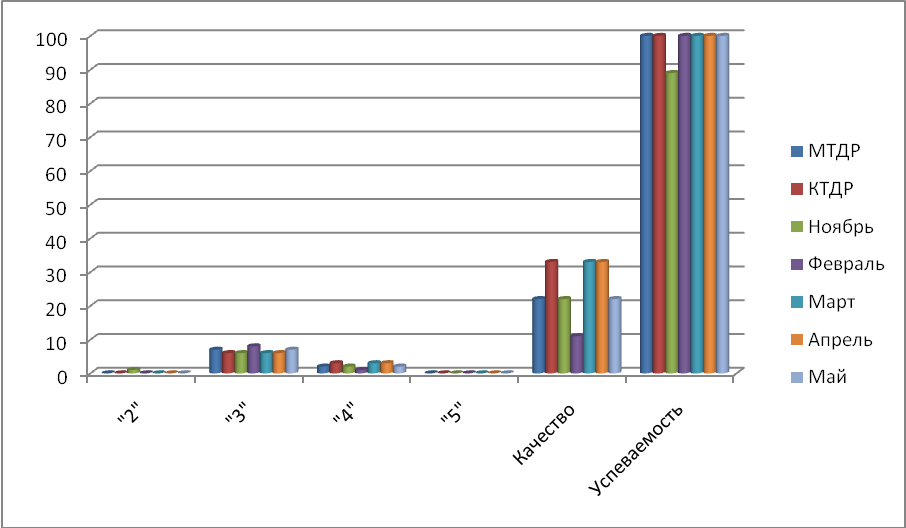 100
90
80
70
60
50
40
30
20
10
0
"2"
"3"
"4"
"5"
Качество
Успеваемость
МТДР
КТДР
Ноябрь
Февраль
Март
Апрель
Май